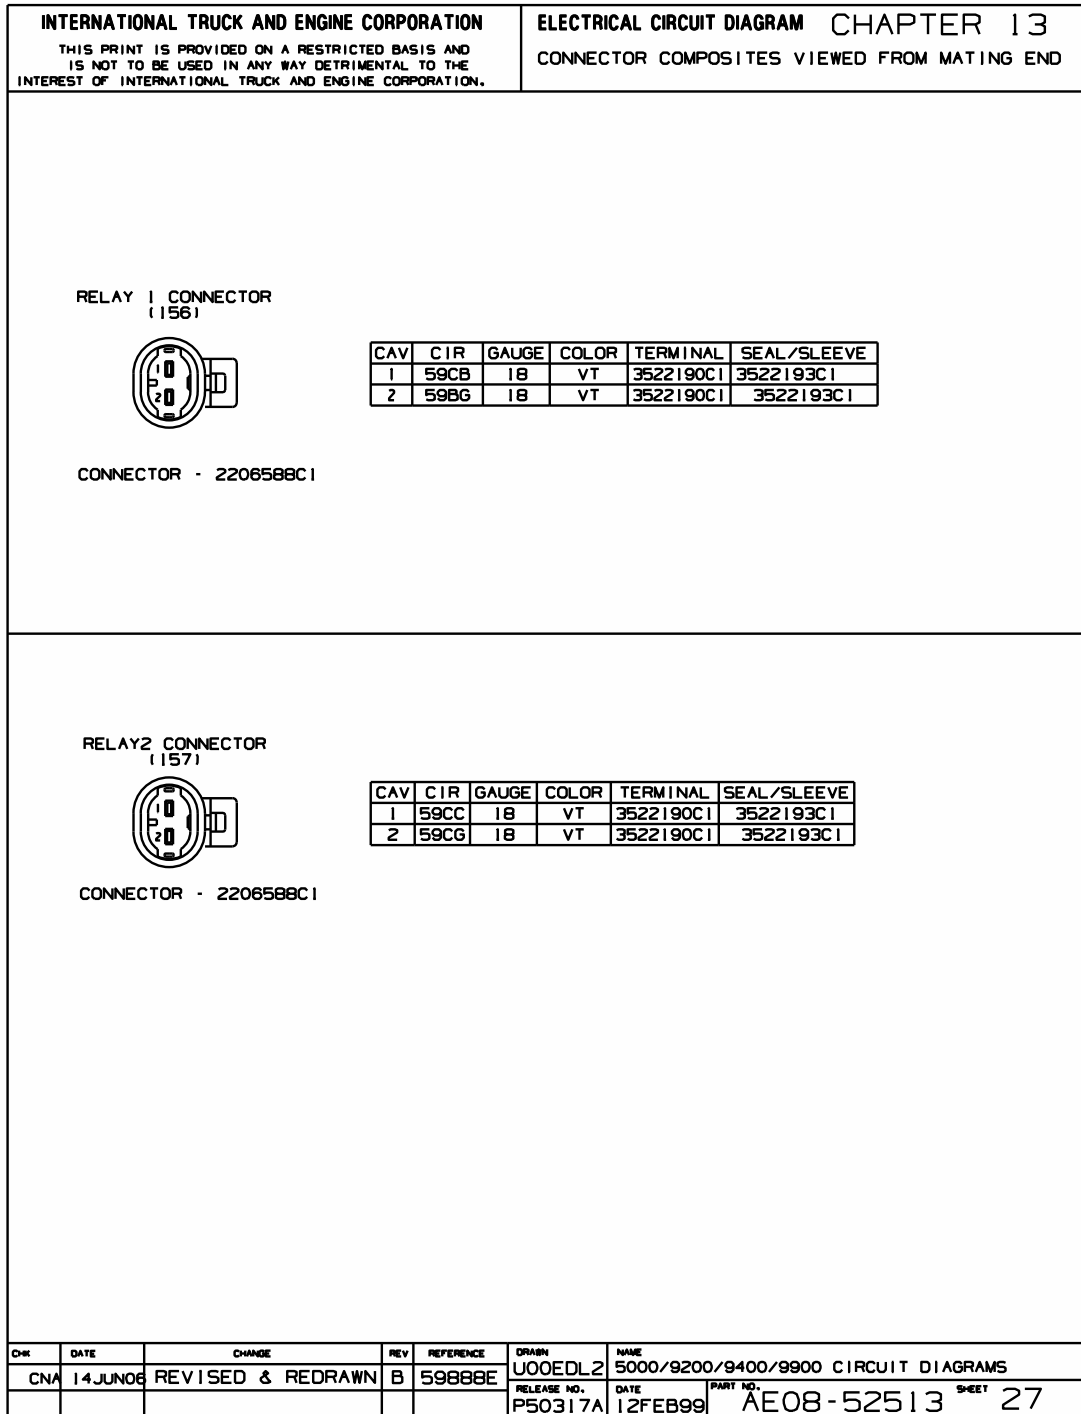 INTERNATIONAL TRUCK AND ENGINE CORPORATION
THIS PRINT IS PROVIDED ON A RESTRICTED BASIS AND
IS NOT TO BE USED IN ANY WAY DETRIMENTAL TO THE
INTEREST OF INTERNATIONAL TRUCK AND ENGINE CORPORATION.
ELECTRICAL CIRCUIT DIAGRAM CHAPTER 13
CONNECTOR COMPOSITES VIEWED FROM MATING END
RELAY 1 CONNECTOR
(156)
1
2
CAV CIR GAUGE COLOR TERMINAL SEAL/SLEEVE
1 59CB 18 VT 3522190C1 3522193C1
2 59BG 18 VT 3522190C1 3522193C1
CONNECTOR - 2206588C1
RELAY2 CONNECTOR
(157)
1
2
CAV CIR GAUGE COLOR TERMINAL SEAL/SLEEVE
1 59CC 18 VT 3522190C1 3522193C1
2 59CG 18 VT 3522190C1 3522193C1
CONNECTOR - 2206588C1
CHK DATE CHANGE REV REFERENCE
CNA 14JUN06 REVISED & REDRAWN B 59888E
DRAWN
U00EDL2
NAME
5000/9200/9400/9900 CIRCUIT DIAGRAMS
RELEASE NO.
P50317A
DATE
12FEB99
PART NO.
AE08-52513
SHEET 27